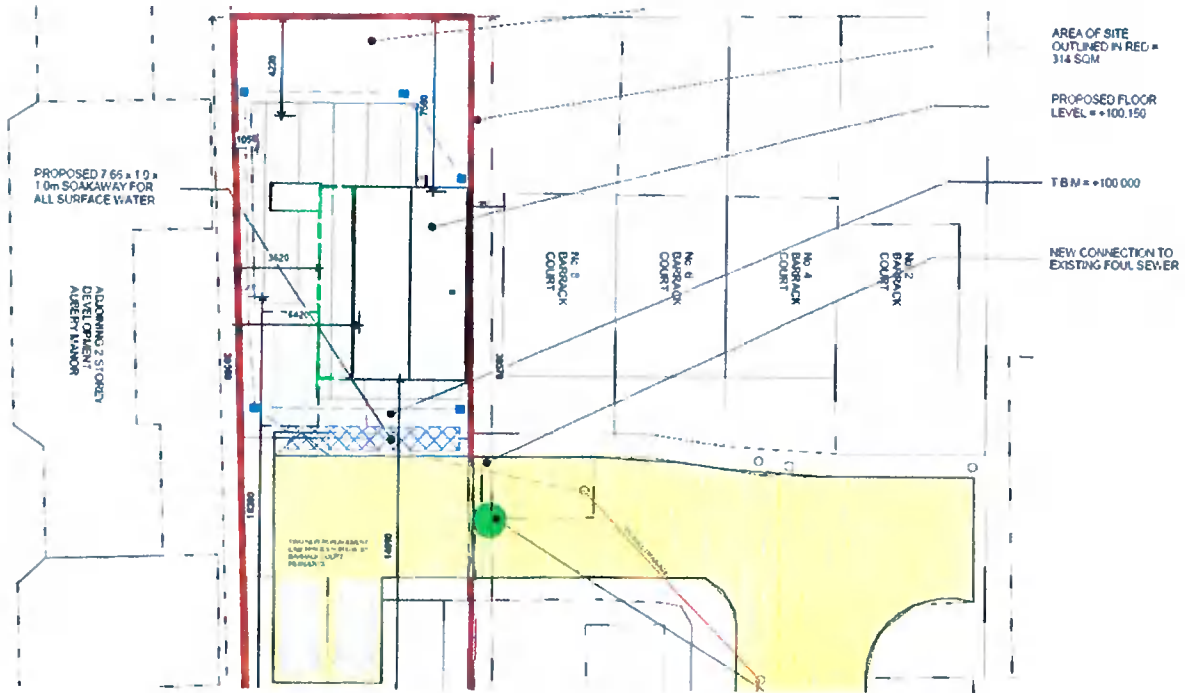 AREA OF SITE
OUTLINED IN RED =
314 SQM
PROPOSED FLOOR
LEVEL = +100.150
T B M = +100 000
NEW CONNECTION TO
EXISTING FOUL SEWER
PROPOSED 7.66 x 1.0 x
1.0m SOAKAWAY FOR
ALL SURFACE WATER
ADJOINING 2 STOREY
DEVELOPMENT
AUBERY MANOR
No 8
BARRACK
COURT
No 6
BARRACK
COURT
No 4
BARRACK
COURT
No 2
BARRACK
COURT
4220
7560
1050
3620
6420